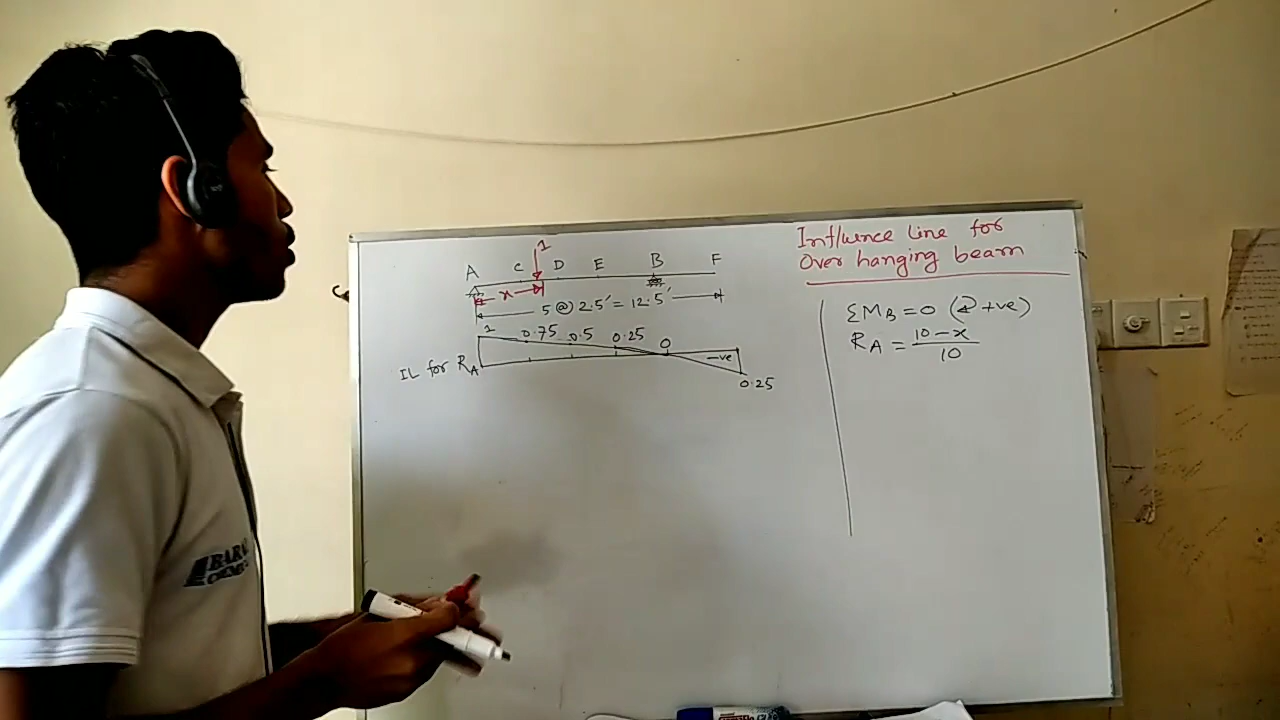 Influence line for
Over hanging beam
1
A C D E B F
x
5 @ 2.5' = 12.5'
1 0.75 0.5 0.25 0
-ve
IL for RA
0.25
ΣMB = 0 (↻ +ve)
RA = 10 - x / 10